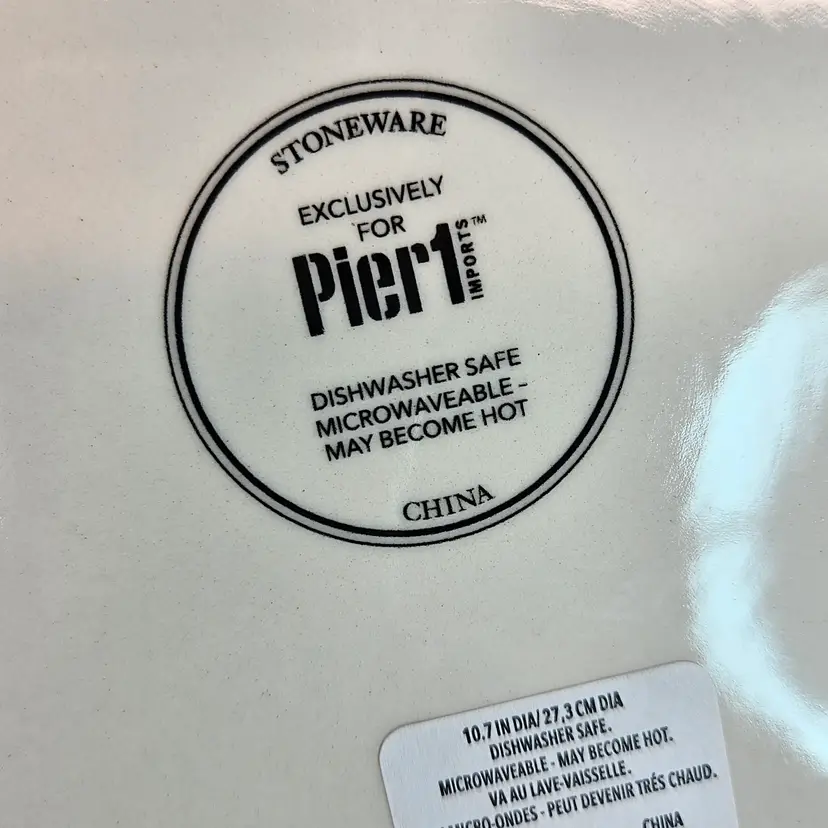 STONEWARE
EXCLUSIVELY
FOR
Pier1 IMPORTS™
DISHWASHER SAFE
MICROWAVEABLE -
MAY BECOME HOT
CHINA
10.7 IN DIA/27,3 CM DIA
DISHWASHER SAFE.
MICROWAVEABLE - MAY BECOME HOT.
VA AU LAVE-VAISSELLE.
MICRO-ONDES - PEUT DEVENIR TRÉS CHAUD.
CHINA